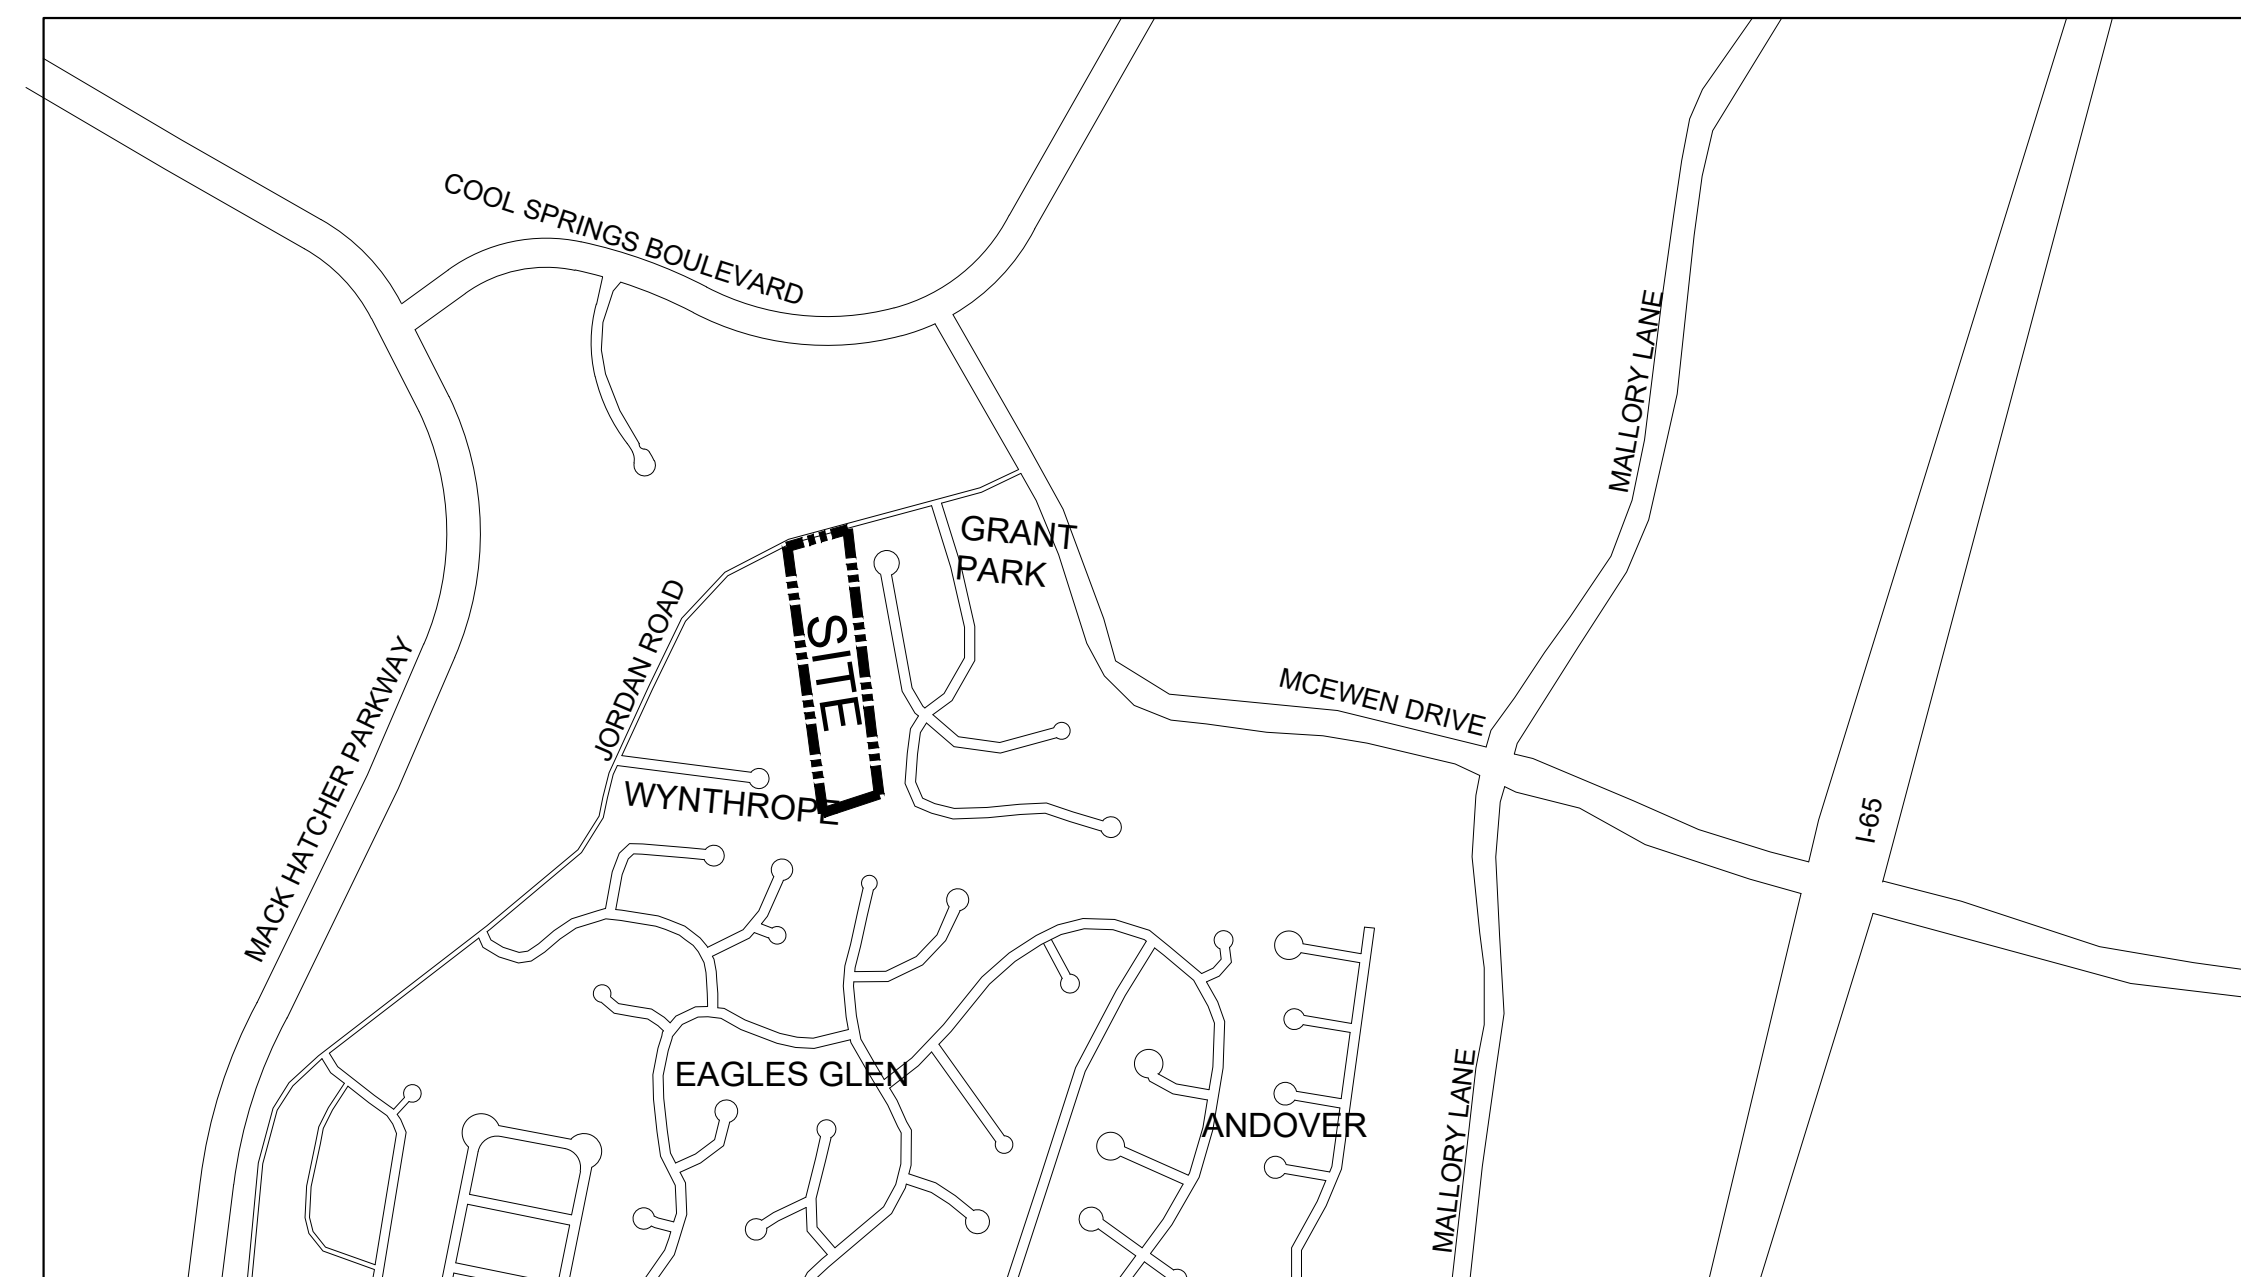 COOL SPRINGS BOULEVARD
MALLORY LANE
GRANT
PARK
JORDAN ROAD
SITE
MACK HATCHER PARKWAY
MCEWEN DRIVE
WYNTHROPE
I-65
EAGLES GLEN
ANDOVER
MALLORY LANE